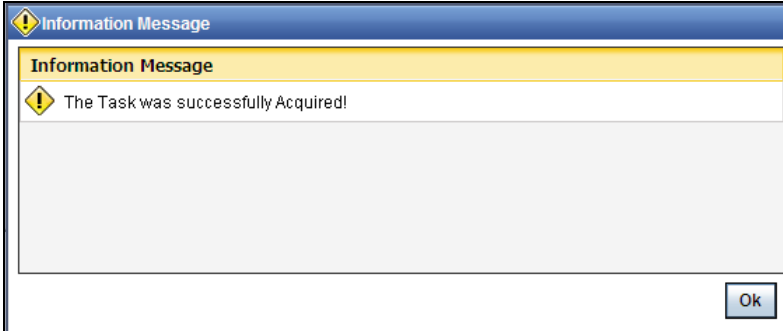 Information Message
Information Message
The Task was successfully Acquired!
Ok